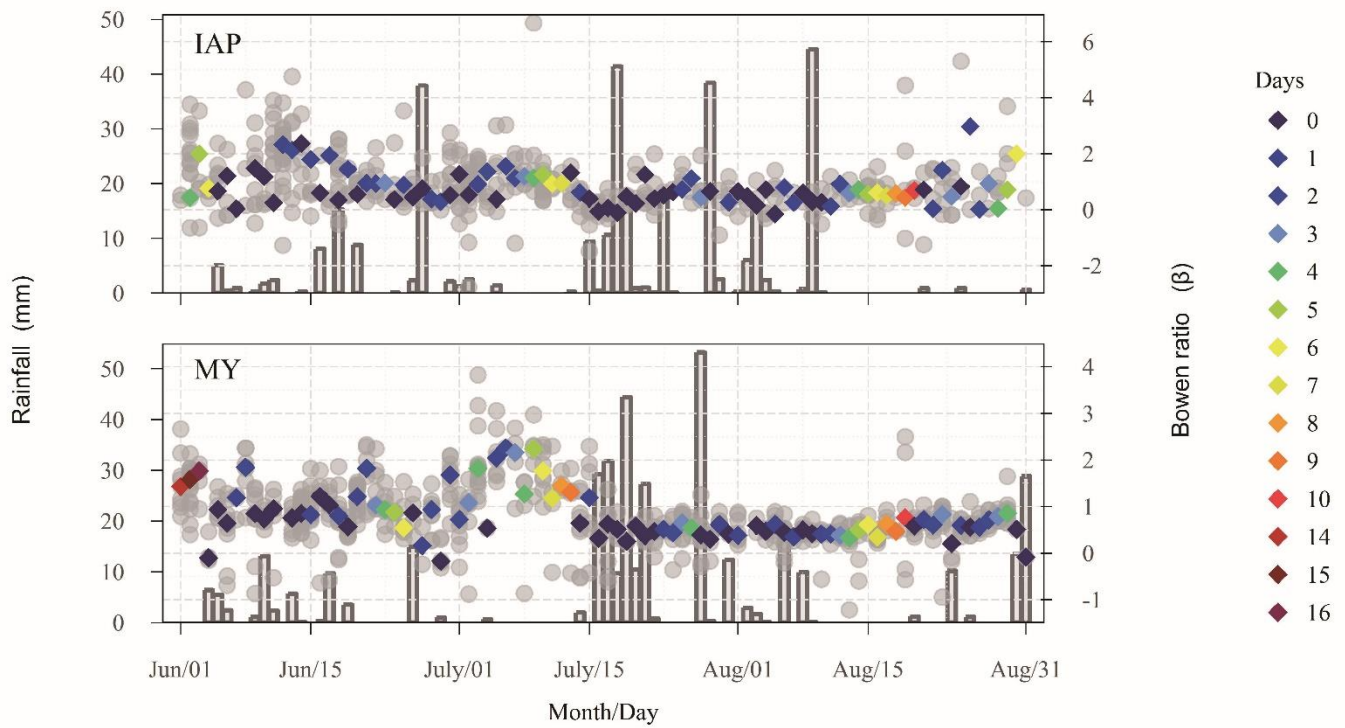 IAP
50
40
30
20
10
0
6
4
2
0
-2
MY
50
40
30
20
10
0
4
3
2
1
0
-1
Rainfall (mm)
Bowen ratio (β)
Jun/01
Jun/15
July/01
July/15
Aug/01
Aug/15
Aug/31
Month/Day
Days
0
1
2
3
4
5
6
7
8
9
10
14
15
16